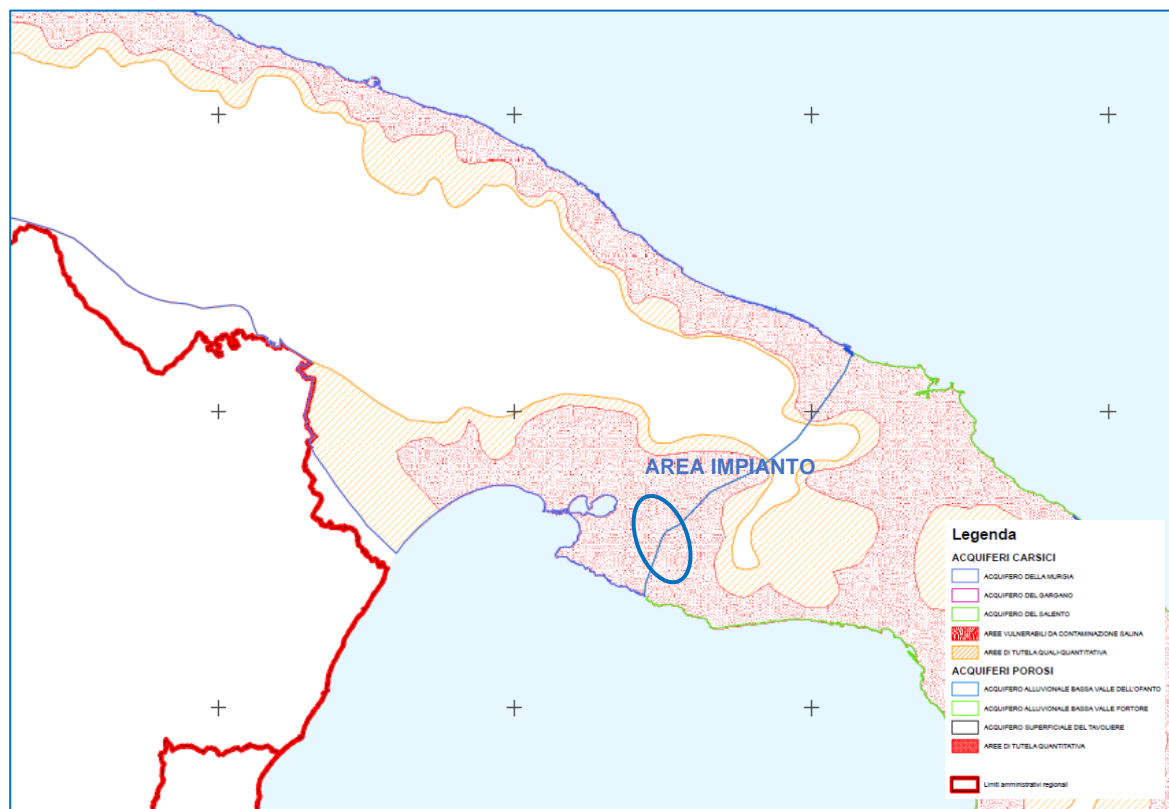 AREA IMPIANTO
Legenda
ACQUIFERI CARSICI
ACQUIFERO DELLA MURGIA
ACQUIFERO DEL GARGANO
ACQUIFERO DEL SALENTO
AREE VULNERABILI DA CONTAMINAZIONE SALINA
AREE DI TUTELA QUALI-QUANTITATIVA
ACQUIFERI POROSI
ACQUIFERO ALLUVIONALE BASSA VALLE DELL'OFANTO
ACQUIFERO ALLUVIONALE BASSA VALLE FORTORE
ACQUIFERO SUPERFICIALE DEL TAVOLIERE
AREE DI TUTELA QUANTITATIVA
Limiti amministrativi regionali